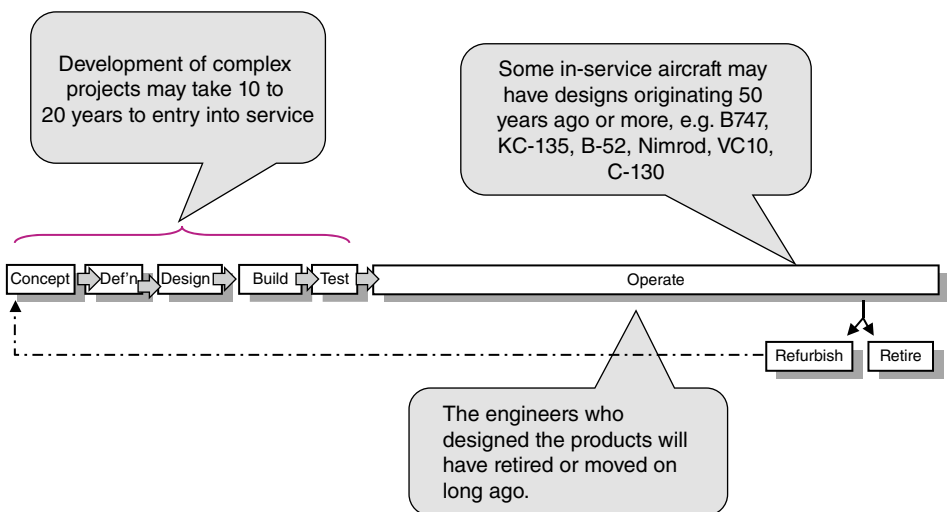 Development of complex
projects may take 10 to
20 years to entry into service
Some in-service aircraft may
have designs originating 50
years ago or more, e.g. B747,
KC-135, B-52, Nimrod, VC10,
C-130
Concept
Def'n
Design
Build
Test
Operate
Refurbish
Retire
The engineers who
designed the products will
have retired or moved on
long ago.